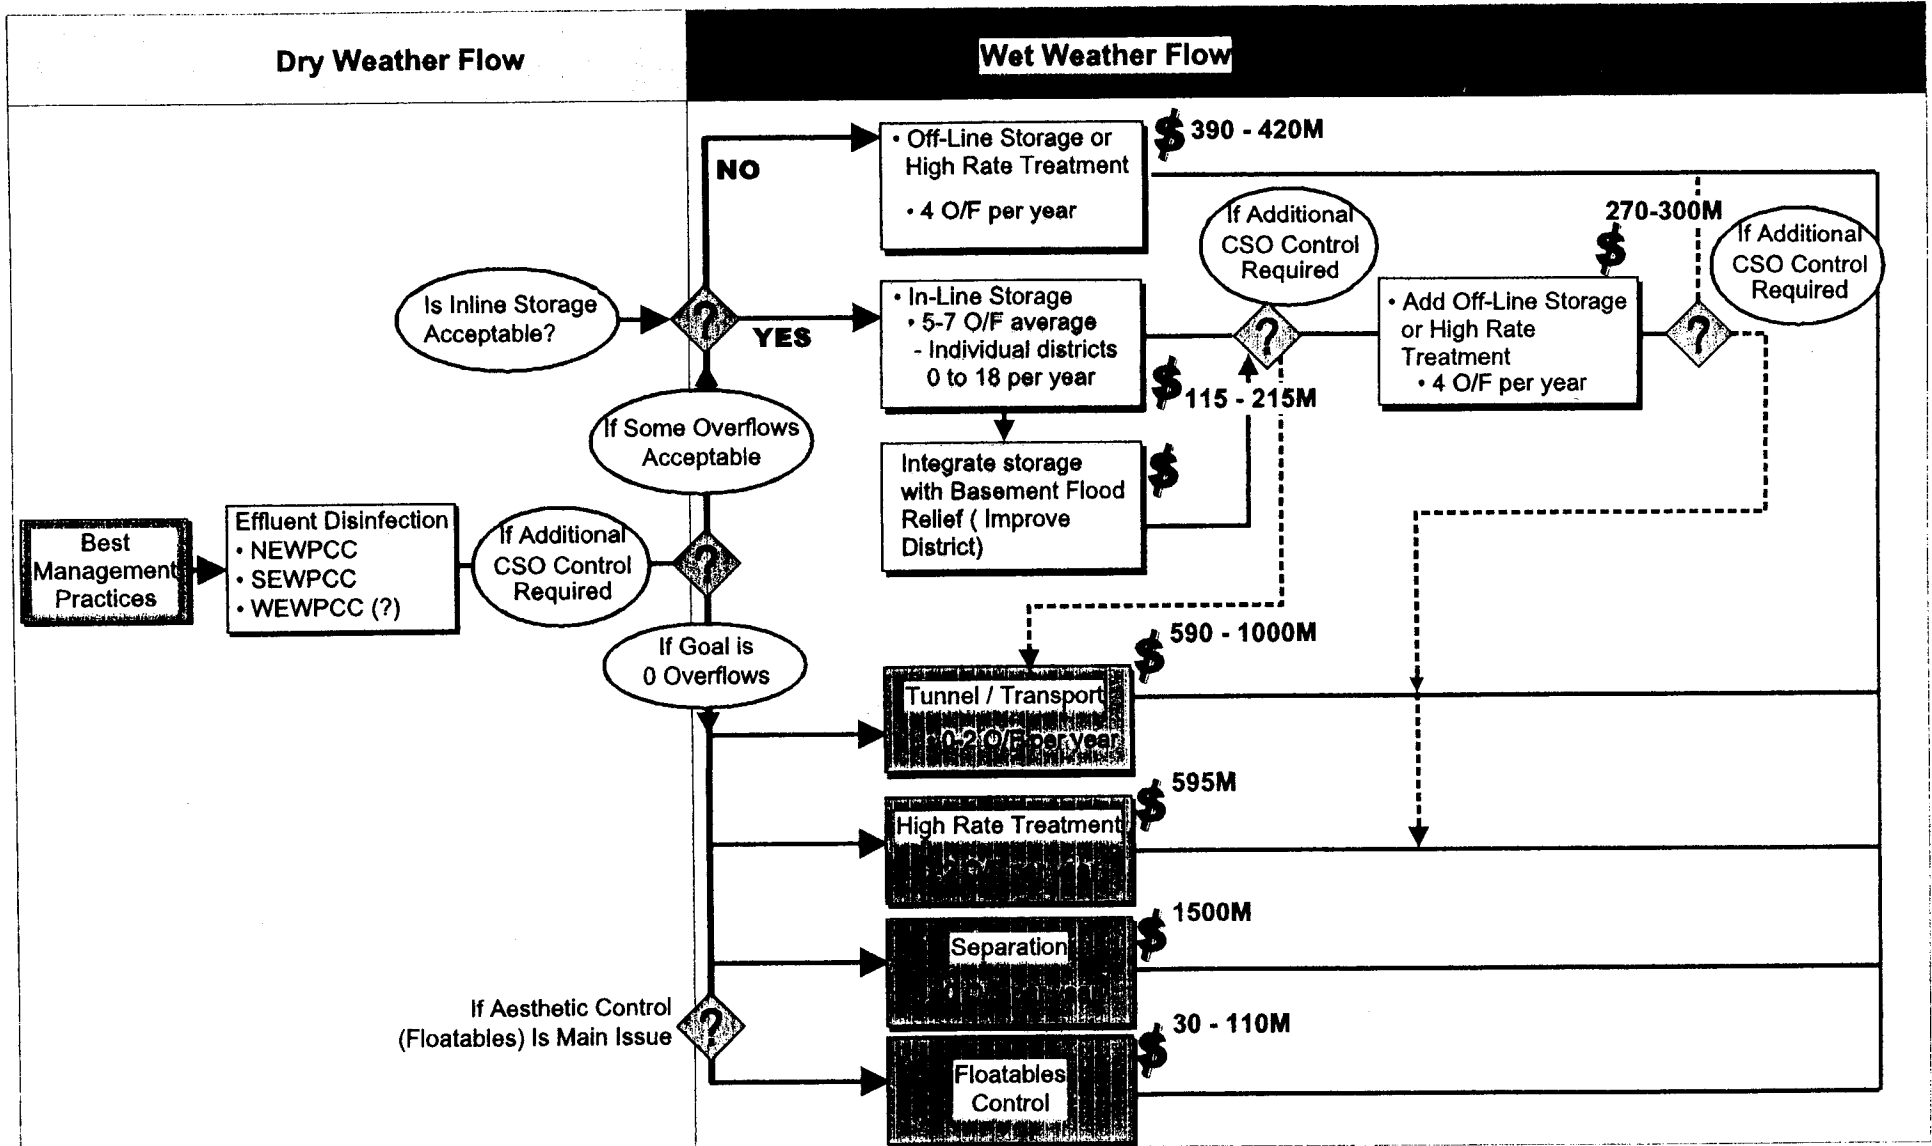 Dry Weather Flow
Wet Weather Flow
• Off-Line Storage or
High Rate Treatment
• 4 O/F per year
$ 390 - 420M
NO
If Additional
CSO Control
Required
270-300M
$
If Additional
CSO Control
Required
Is Inline Storage
Acceptable?
?
YES
• In-Line Storage
• 5-7 O/F average
- Individual districts
0 to 18 per year
?
• Add Off-Line Storage
or High Rate
Treatment
• 4 O/F per year
?
$ 115 - 215M
If Some Overflows
Acceptable
Integrate storage
with Basement Flood
Relief ( Improve
District)
$
Best
Management
Practices
Effluent Disinfection
• NEWPCC
• SEWPCC
• WEWPCC (?)
If Additional
CSO Control
Required
?
If Goal is
0 Overflows
$ 590 - 1000M
Tunnel / Transport
0-2 O/F per year
$ 595M
High Rate Treatment
$ 1500M
Separation
If Aesthetic Control
(Floatables) Is Main Issue
?
$ 30 - 110M
Floatables
Control